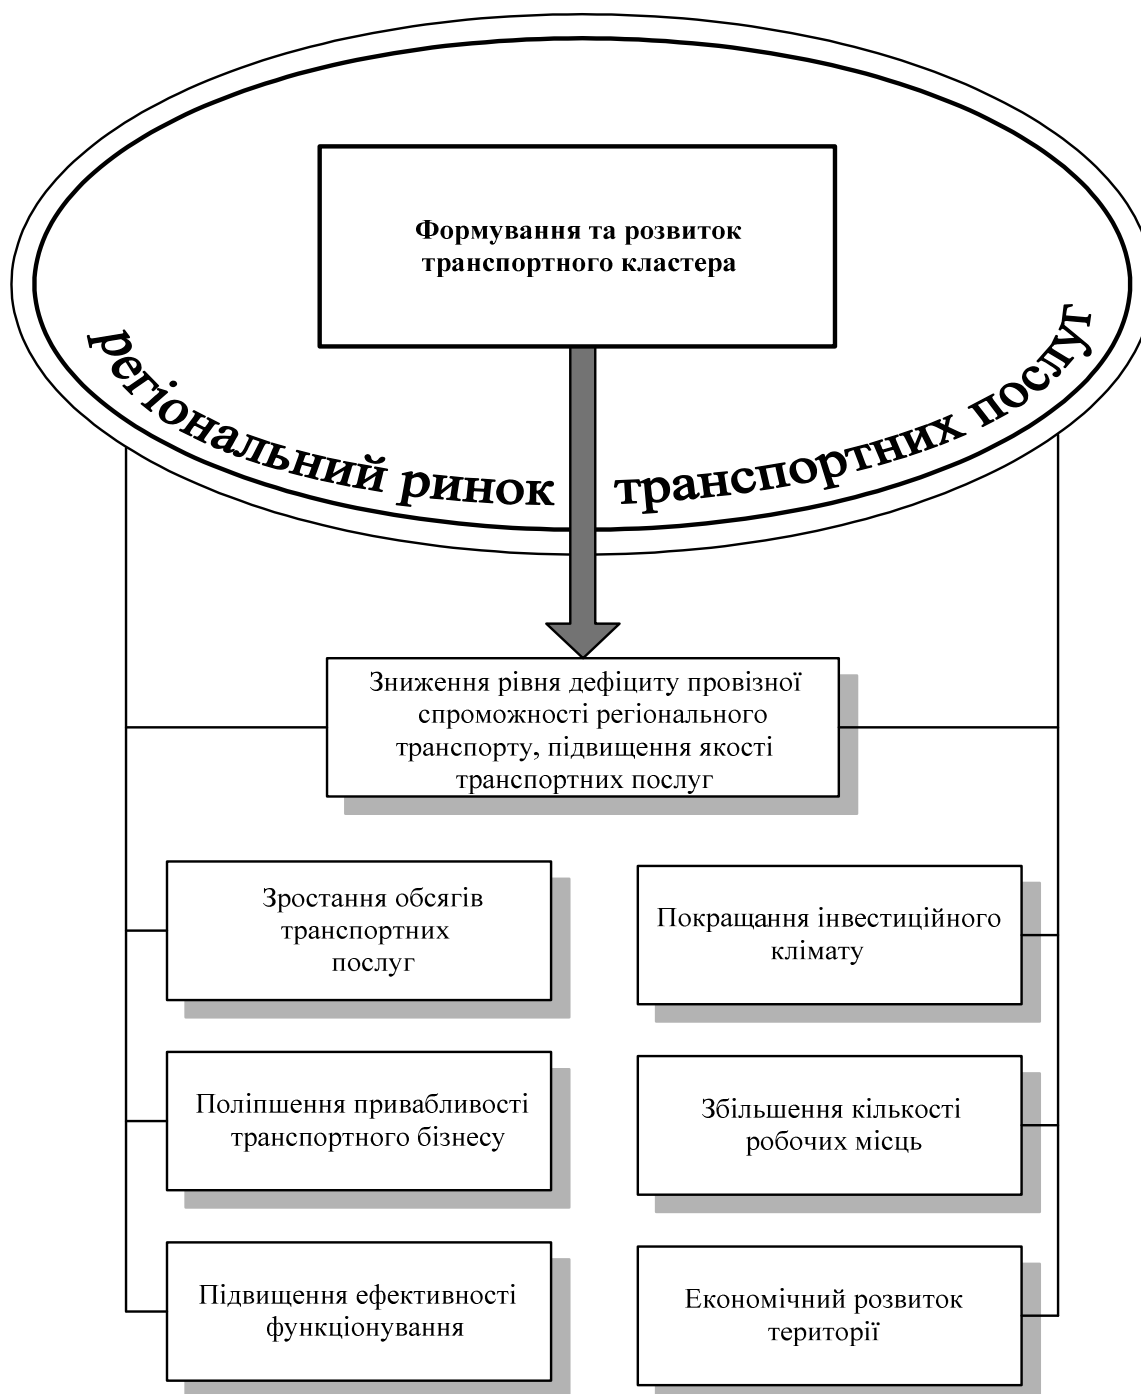 Формування та розвиток
транспортного кластера
регіональний ринок транспортних послуг
Зниження рівня дефіциту провізної
спроможності регіонального
транспорту, підвищення якості
транспортних послуг
Зростання обсягів
транспортних
послуг
Покращання інвестиційного
клімату
Поліпшення привабливості
транспортного бізнесу
Збільшення кількості
робочих місць
Підвищення ефективності
функціонування
Економічний розвиток
території